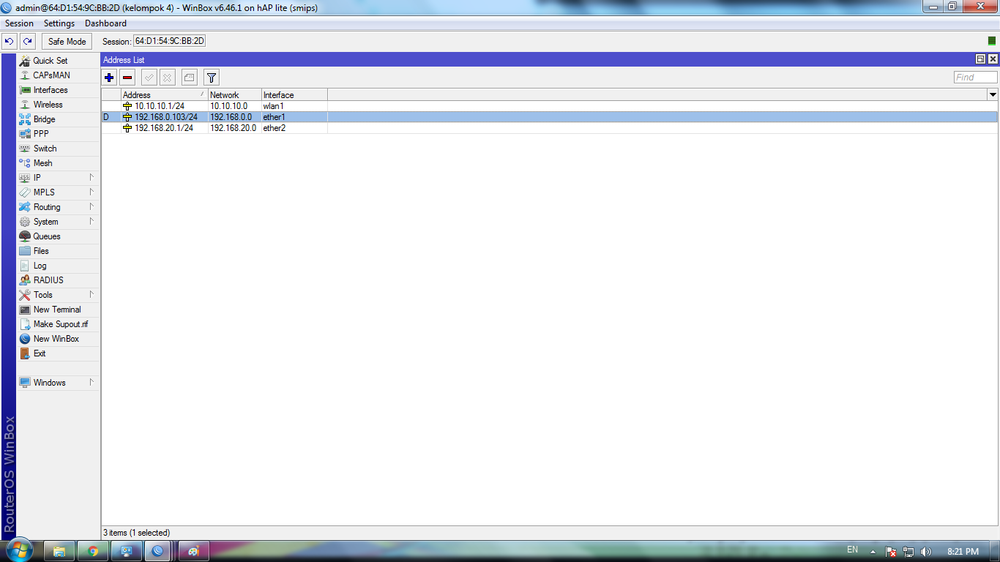 admin@64:D1:54:9C:BB:2D (kelompok 4) - WinBox v6.46.1 on hAP lite (smips)
Session Settings Dashboard
Safe Mode Session: 64:D1:54:9C:BB:2D
Address List
Find
Address Network Interface
10.10.10.1/24 10.10.10.0 wlan1
D 192.168.0.103/24 192.168.0.0 ether1
192.168.20.1/24 192.168.20.0 ether2
Quick Set
CAPsMAN
Interfaces
Wireless
Bridge
PPP
Switch
Mesh
255 IP
MPLS
Routing
System
Queues
Files
Log
RADIUS
Tools
New Terminal
Make Supout.rif
New WinBox
Exit
Windows
RouterOS WinBox
3 items (1 selected)
EN 8:21 PM